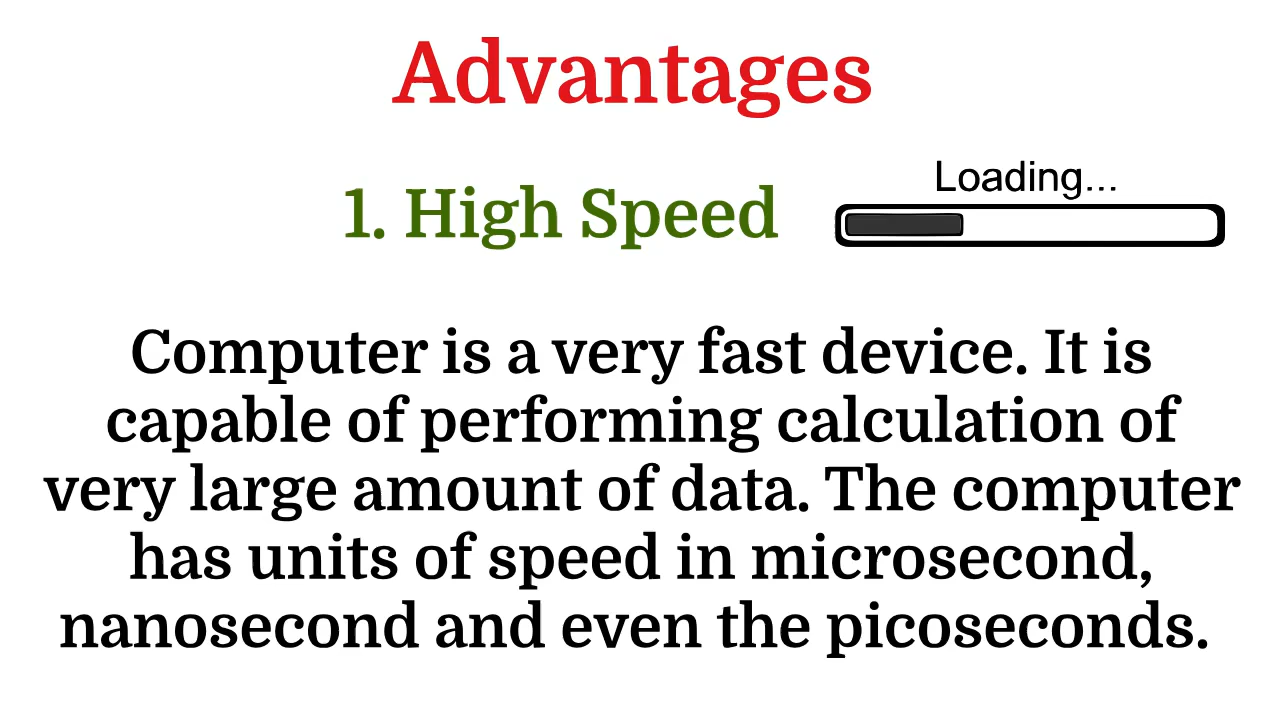 Advantages
1. High Speed
Loading...
Computer is a very fast device. It is
capable of performing calculation of
very large amount of data. The computer
has units of speed in microsecond,
nanosecond and even the picoseconds.